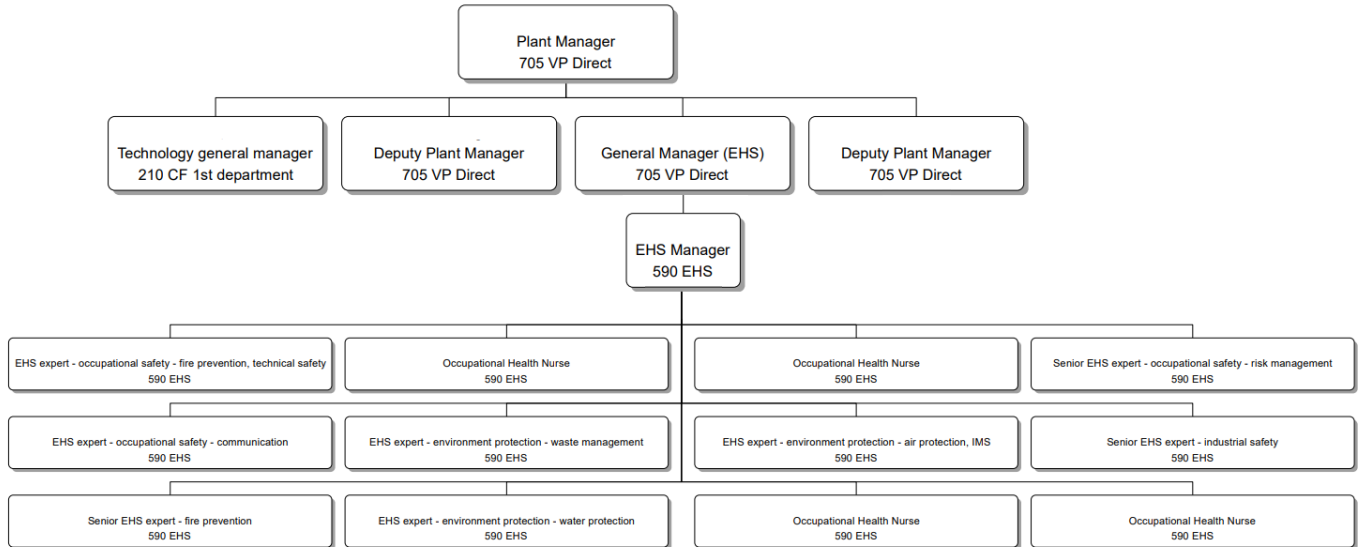 Plant Manager
705 VP Direct
Technology general manager
210 CF 1st department
Deputy Plant Manager
705 VP Direct
General Manager (EHS)
705 VP Direct
Deputy Plant Manager
705 VP Direct
EHS Manager
590 EHS
EHS expert - occupational safety - fire prevention, technical safety
590 EHS
Occupational Health Nurse
590 EHS
Occupational Health Nurse
590 EHS
Senior EHS expert - occupational safety - risk management
590 EHS
EHS expert - occupational safety - communication
590 EHS
EHS expert - environment protection - waste management
590 EHS
EHS expert - environment protection - air protection, IMS
590 EHS
Senior EHS expert - industrial safety
590 EHS
Senior EHS expert - fire prevention
590 EHS
EHS expert - environment protection - water protection
590 EHS
Occupational Health Nurse
590 EHS
Occupational Health Nurse
590 EHS